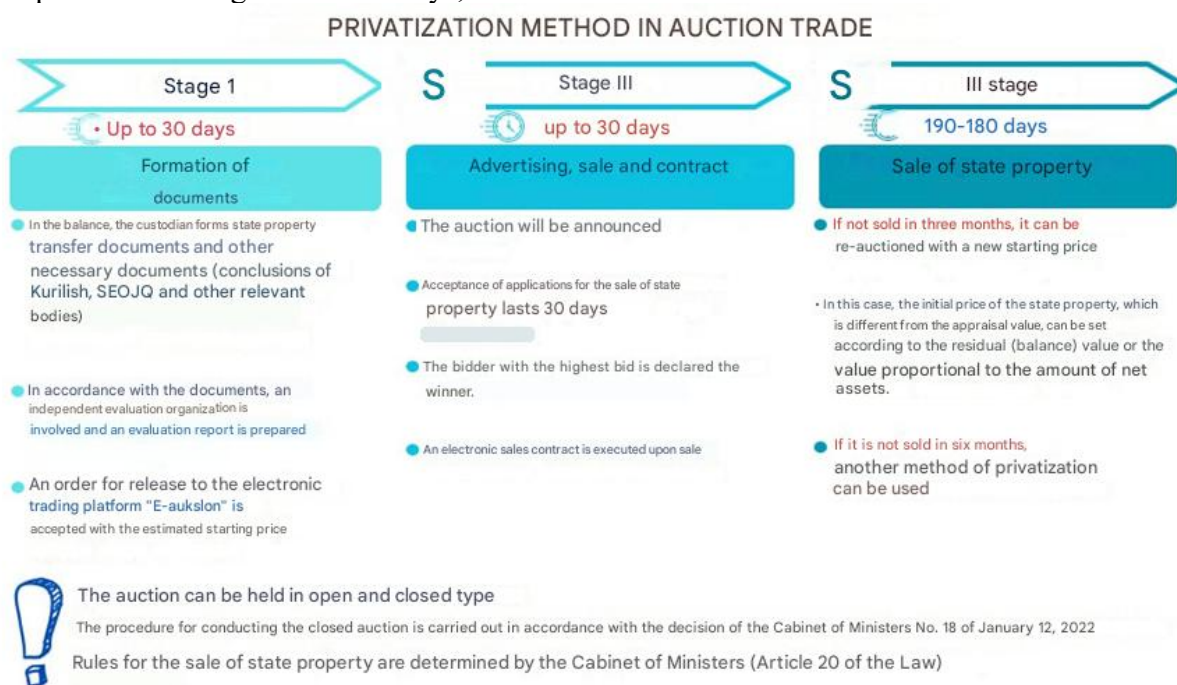 PRIVATIZATION METHOD IN AUCTION TRADE
Stage 1
• Up to 30 days
Formation of
documents
In the balance, the custodian forms state property
transfer documents and other
necessary documents (conclusions of
Kurilish, SEOJQ and other relevant
bodies)
In accordance with the documents, an
independent evaluation organization is
involved and an evaluation report is prepared
An order for release to the electronic
trading platform "E-auksIon" is
accepted with the estimated starting price
S
Stage III
up to 30 days
Advertising, sale and contract
The auction will be announced
Acceptance of applications for the sale of state
property lasts 30 days
The bidder with the highest bid is declared the
winner.
An electronic sales contract is executed upon sale
S
III stage
190-180 days
Sale of state property
If not sold in three months, it can be
re-auctioned with a new starting price
• In this case, the initial price of the state property, which
is different from the appraisal value, can be set
according to the residual (balance) value or the
value proportional to the amount of net
assets.
If it is not sold in six months,
another method of privatization
can be used
The auction can be held in open and closed type
The procedure for conducting the closed auction is carried out in accordance with the decision of the Cabinet of Ministers No. 18 of January 12, 2022
Rules for the sale of state property are determined by the Cabinet of Ministers (Article 20 of the Law)